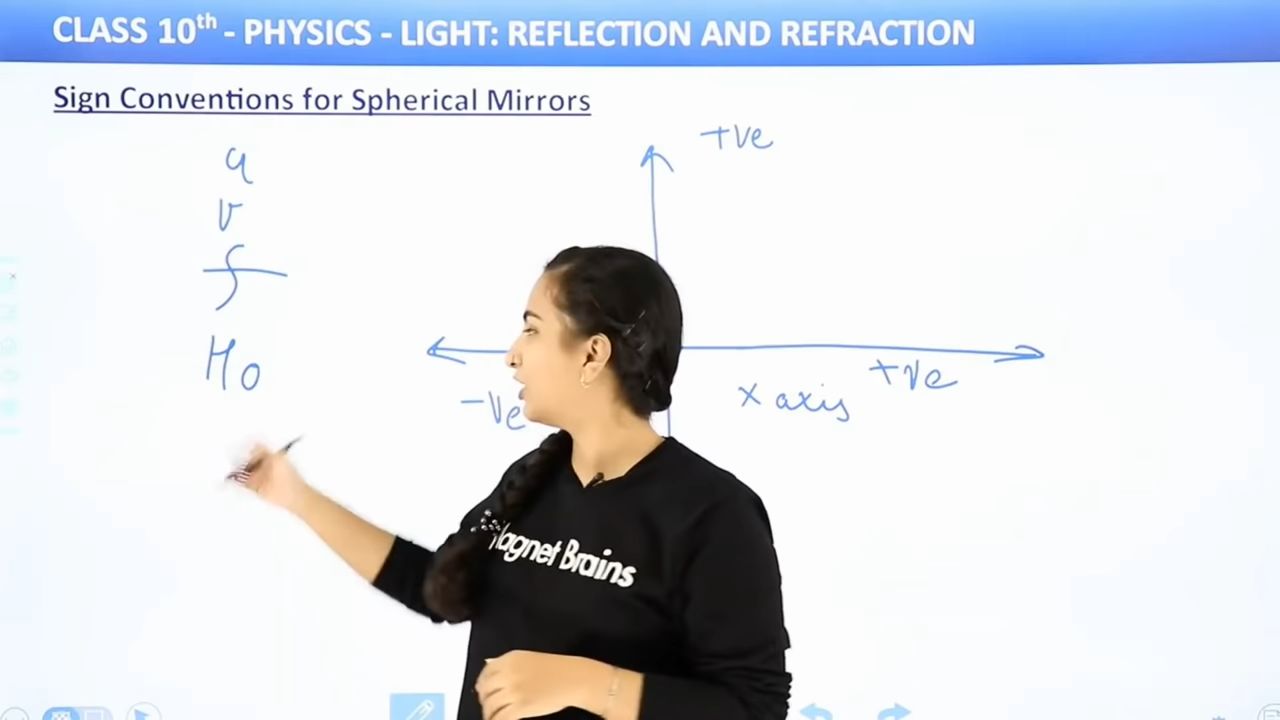 CLASS 10th - PHYSICS - LIGHT: REFLECTION AND REFRACTION
Sign Conventions for Spherical Mirrors
+ve
u
v
f
Ho
-ve
x axis
+ve
Magnet Brains